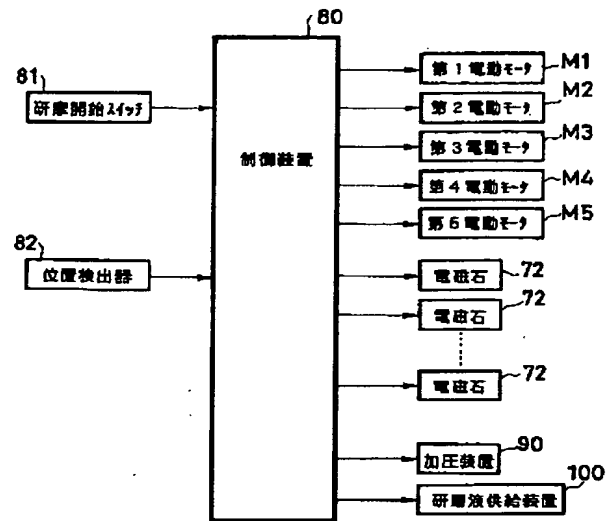 80
81
研摩開始スイッチ
82
位置検出器
制御装置
第1電動モータ
M1
第2電動モータ
M2
第3電動モータ
M3
第4電動モータ
M4
第6電動モータ
M5
電磁石
72
電磁石
72
電磁石
72
加圧装置
90
研磨液供給装置
100